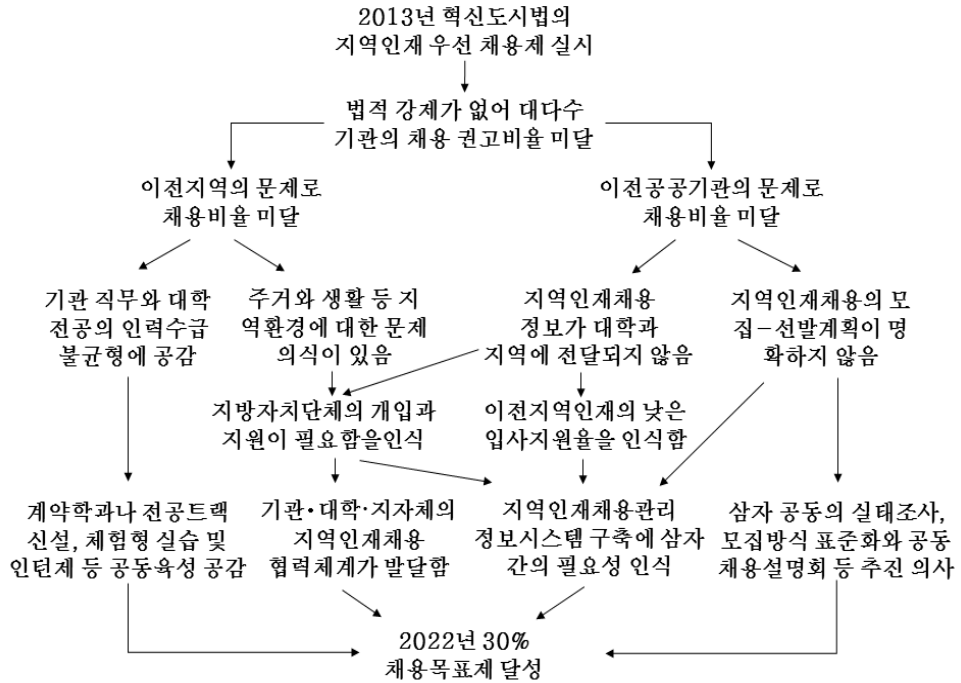 2013년 혁신도시법의
지역인재 우선 채용제 실시
법적 강제가 없어 대다수
기관의 채용 권고비율 미달
이전지역의 문제로
채용비율 미달
이전공공기관의 문제로
채용비율 미달
기관 직무와 대학
전공의 인력수급
불균형에 공감
주거와 생활 등 지
역환경에 대한 문제
의식이 있음
지역인재채용
정보가 대학과
지역에 전달되지 않음
지역인재채용의 모
집-선발계획이 명
확하지 않음
지방자치단체의 개입과
지원이 필요함을인식
이전지역인재의 낮은
입사지원율을 인식함
계약학과나 전공트랙
신설, 체험형 실습 및
인턴제 등 공동육성 공감
기관·대학·지자체의
지역인재채용
협력체계가 발달함
지역인재채용관리
정보시스템 구축에 삼자
간의 필요성 인식
삼자 공동의 실태조사,
모집방식 표준화와 공동
채용설명회 등 추진 의사
2022년 30%
채용목표제 달성